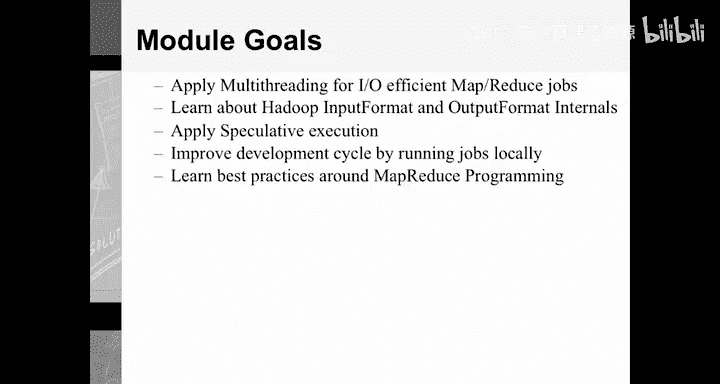 Module Goals
bilibili
– Apply Multithreading for I/O efficient Map/Reduce jobs
– Learn about Hadoop InputFormat and OutputFormat Internals
– Apply Speculative execution
– Improve development cycle by running jobs locally
– Learn best practices around MapReduce Programming